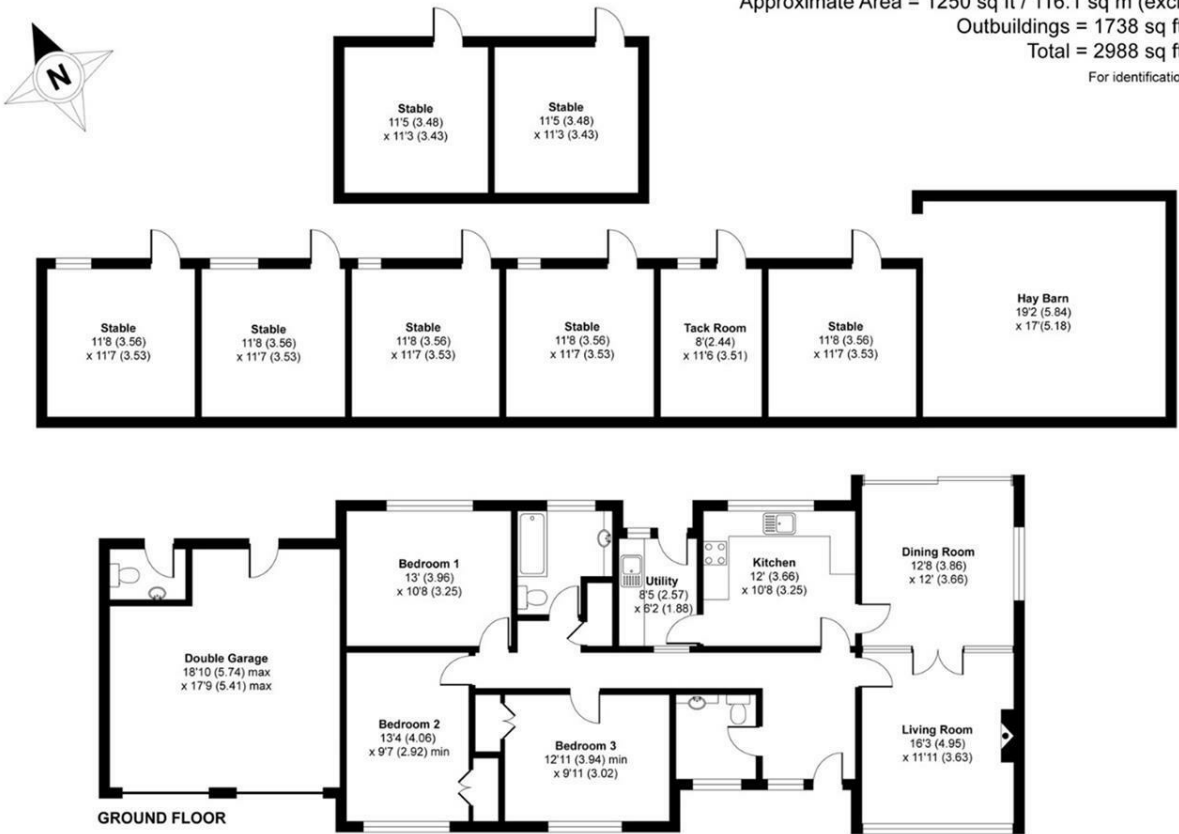 Approximate Area = 1250 sq ft / 116.1 sq m (excl
Outbuildings = 1738 sq ft
Total = 2988 sq ft
For identification
N
Stable
11'5 (3.48)
x 11'3 (3.43)
Stable
11'5 (3.48)
x 11'3 (3.43)
Stable
11'8 (3.56)
x 11'7 (3.53)
Stable
11'8 (3.56)
x 11'7 (3.53)
Stable
11'8 (3.56)
x 11'7 (3.53)
Stable
11'8 (3.56)
x 11'7 (3.53)
Tack Room
8'(2.44)
x 11'6 (3.51)
Stable
11'8 (3.56)
x 11'7 (3.53)
Hay Barn
19'2 (5.84)
x 17'(5.18)
Double Garage
18'10 (5.74) max
x 17'9 (5.41) max
Bedroom 1
13' (3.96)
x 10'8 (3.25)
Utility
8'5 (2.57)
x 6'2 (1.88)
Kitchen
12' (3.66)
x 10'8 (3.25)
Dining Room
12'8 (3.86)
x 12' (3.66)
Bedroom 2
13'4 (4.06)
x 9'7 (2.92) min
Bedroom 3
12'11 (3.94) min
x 9'11 (3.02)
Living Room
16'3 (4.95)
x 11'11 (3.63)
GROUND FLOOR